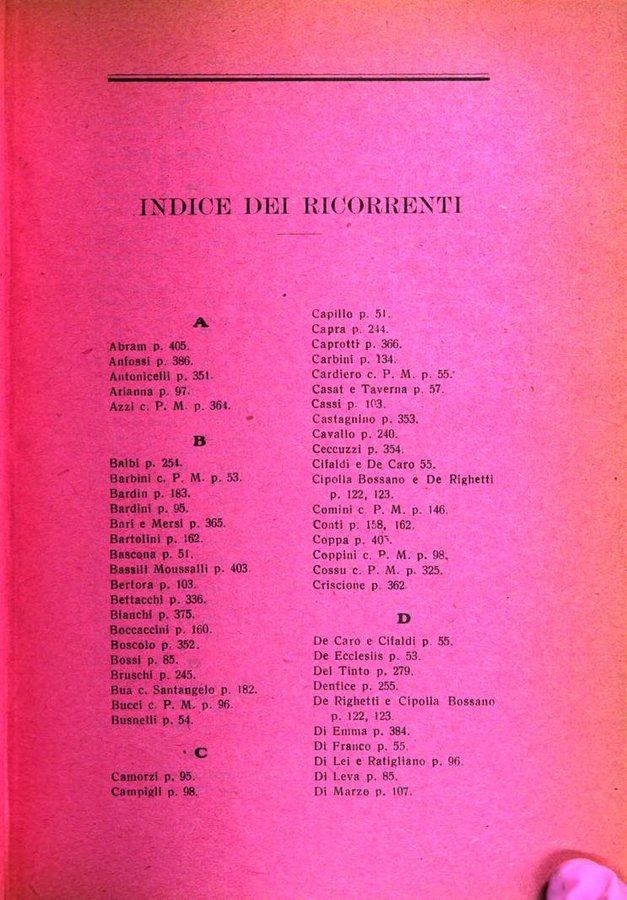 INDICE DEI RICORRENTI
A
Abram p. 405.
Anfossi p. 386.
Antonicelli p. 351.
Arianna p. 97.
Azzi c. P. M. p. 364.
B
Balbi p. 254.
Barbini c. P. M. p. 53.
Bardin p. 183.
Bardini p. 95.
Bari e Mersi p. 365.
Bartolini p. 162.
Bascona p. 51.
Bassili Moussalli p. 403
Bertora p. 103.
Bettacchi p. 336.
Bianchi p. 375.
Boccaccini p. 160.
Boscolo p. 352.
Bossi p. 85.
Bruschi p. 245.
Bua c. Santangelo p. 182.
Bucci c. P. M. p. 96.
Busnelli p. 54.
C
Camorzi p. 95.
Campigli p. 98.
Capillo p. 51.
Capra p. 244.
Caprotti p. 366.
Carbini p. 134.
Cardiero c. P. M. p. 55.
Casat e Taverna p. 57.
Cassi p. 103.
Castagnino p. 353.
Cavallo p. 240.
Ceccuzzi p. 354.
Cifaldi e De Caro 55.
Cipolla Bossano e De Righetti
p. 122, 123.
Comini c. P. M. p. 146.
Conti p. 158, 162.
Coppa p.
Coppini c. P. M. p. 98.
Cossu c. P. M. p. 325.
Criscione p. 362
D
De Caro e Cifaldi p. 55.
De Ecclesiis p. 53.
Del Tinto p. 279.
Dentice p. 255.
De Righetti e Cipolla Bossano
p. 122, 123.
Di Emma p. 384.
Di Franco p. 55.
Di Lei e Ratigliano p. 96.
Di Leva p. 85.
Di Marzo p. 107.